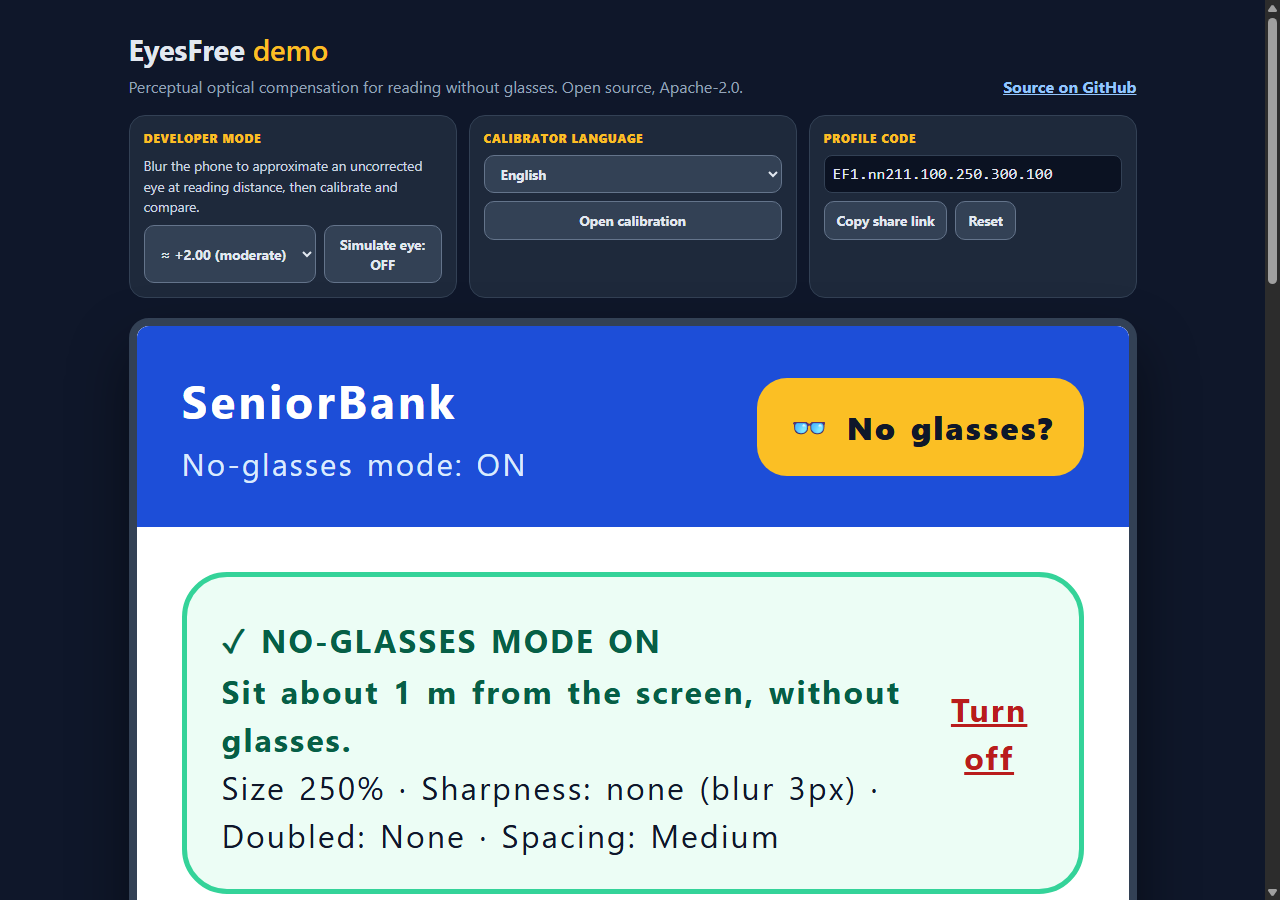 EyesFree demo
Perceptual optical compensation for reading without glasses. Open source, Apache-2.0.
Source on GitHub
DEVELOPER MODE
Blur the phone to approximate an uncorrected
eye at reading distance, then calibrate and
compare.
≈ +2.00 (moderate)
Simulate eye:
OFF
CALIBRATOR LANGUAGE
English
Open calibration
PROFILE CODE
EF1.nn211.100.250.300.100
Copy share link
Reset
SeniorBank
No-glasses mode: ON
👓 No glasses?
✓ NO-GLASSES MODE ON
Sit about 1 m from the screen, without
glasses.
Size 250% · Sharpness: none (blur 3px) ·
Doubled: None · Spacing: Medium
Turn
off